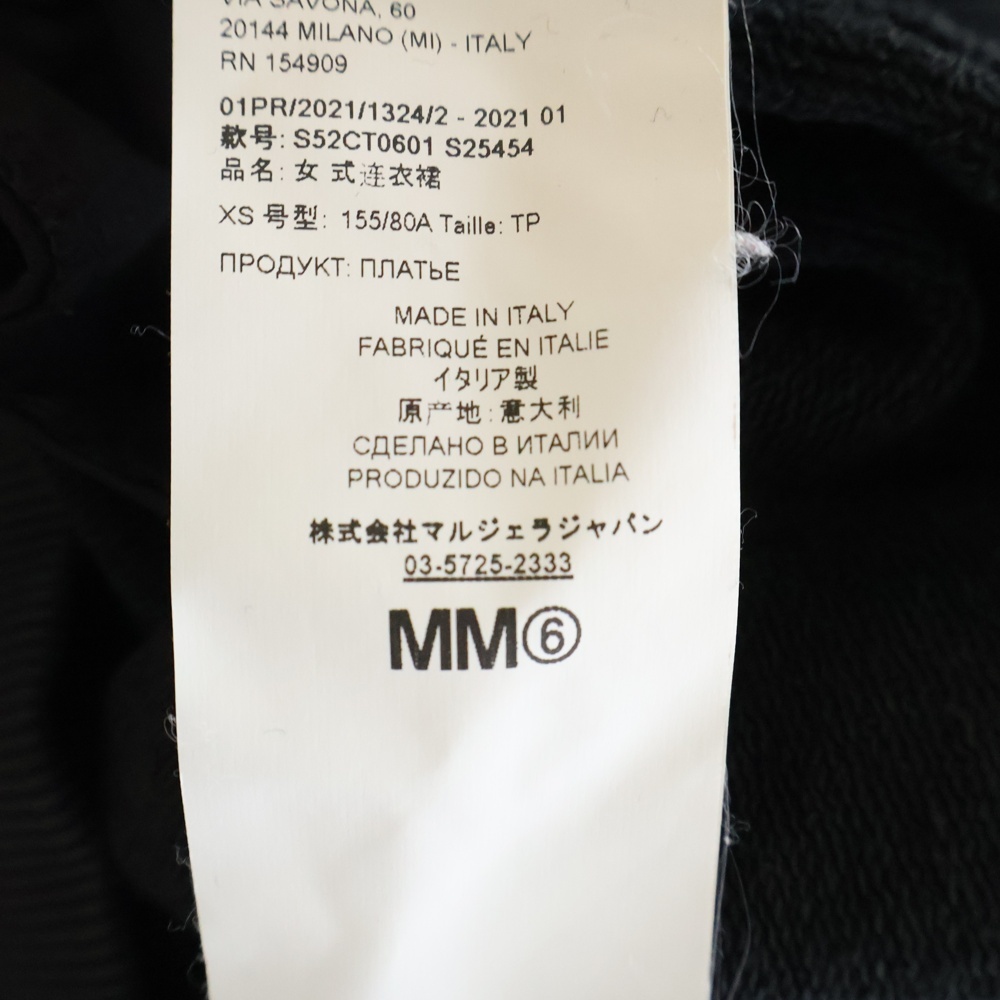 VIA SAVONA, 60
20144 MILANO (MI) - ITALY
RN 154909
01PR/2021/1324/2 - 2021 01
款号: S52CT0601 S25454
品名: 女 式连衣裙
XS 号型: 155/80A Taille: TP
ПРОДУКТ: ПЛАТЬЕ
MADE IN ITALY
FABRIQUÉ EN ITALIE
イタリア製
原产地: 意大利
СДЕЛАНО В ИТАЛИИ
PRODUZIDO NA ITALIA
株式会社マルジェラジャパン
03-5725-2333
MM⑥